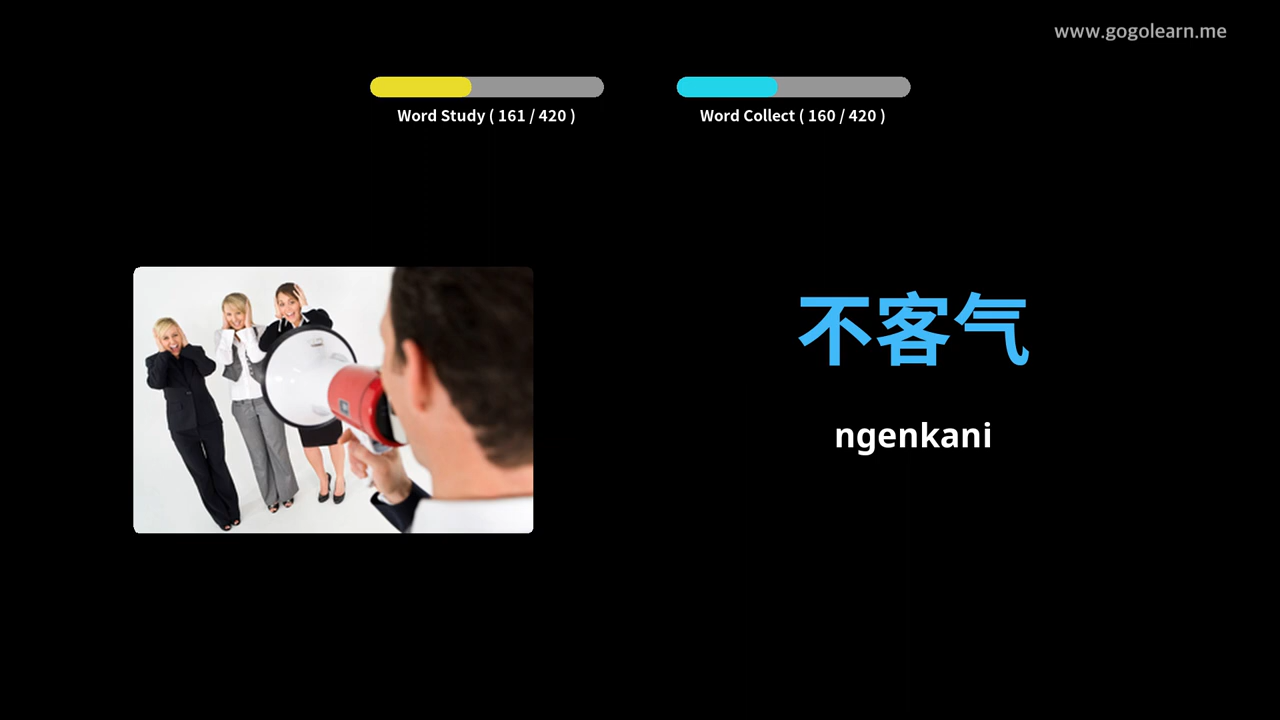 www.gogolearn.me
Word Study ( 161 / 420 )
Word Collect ( 160 / 420 )
不客气
ngenkani